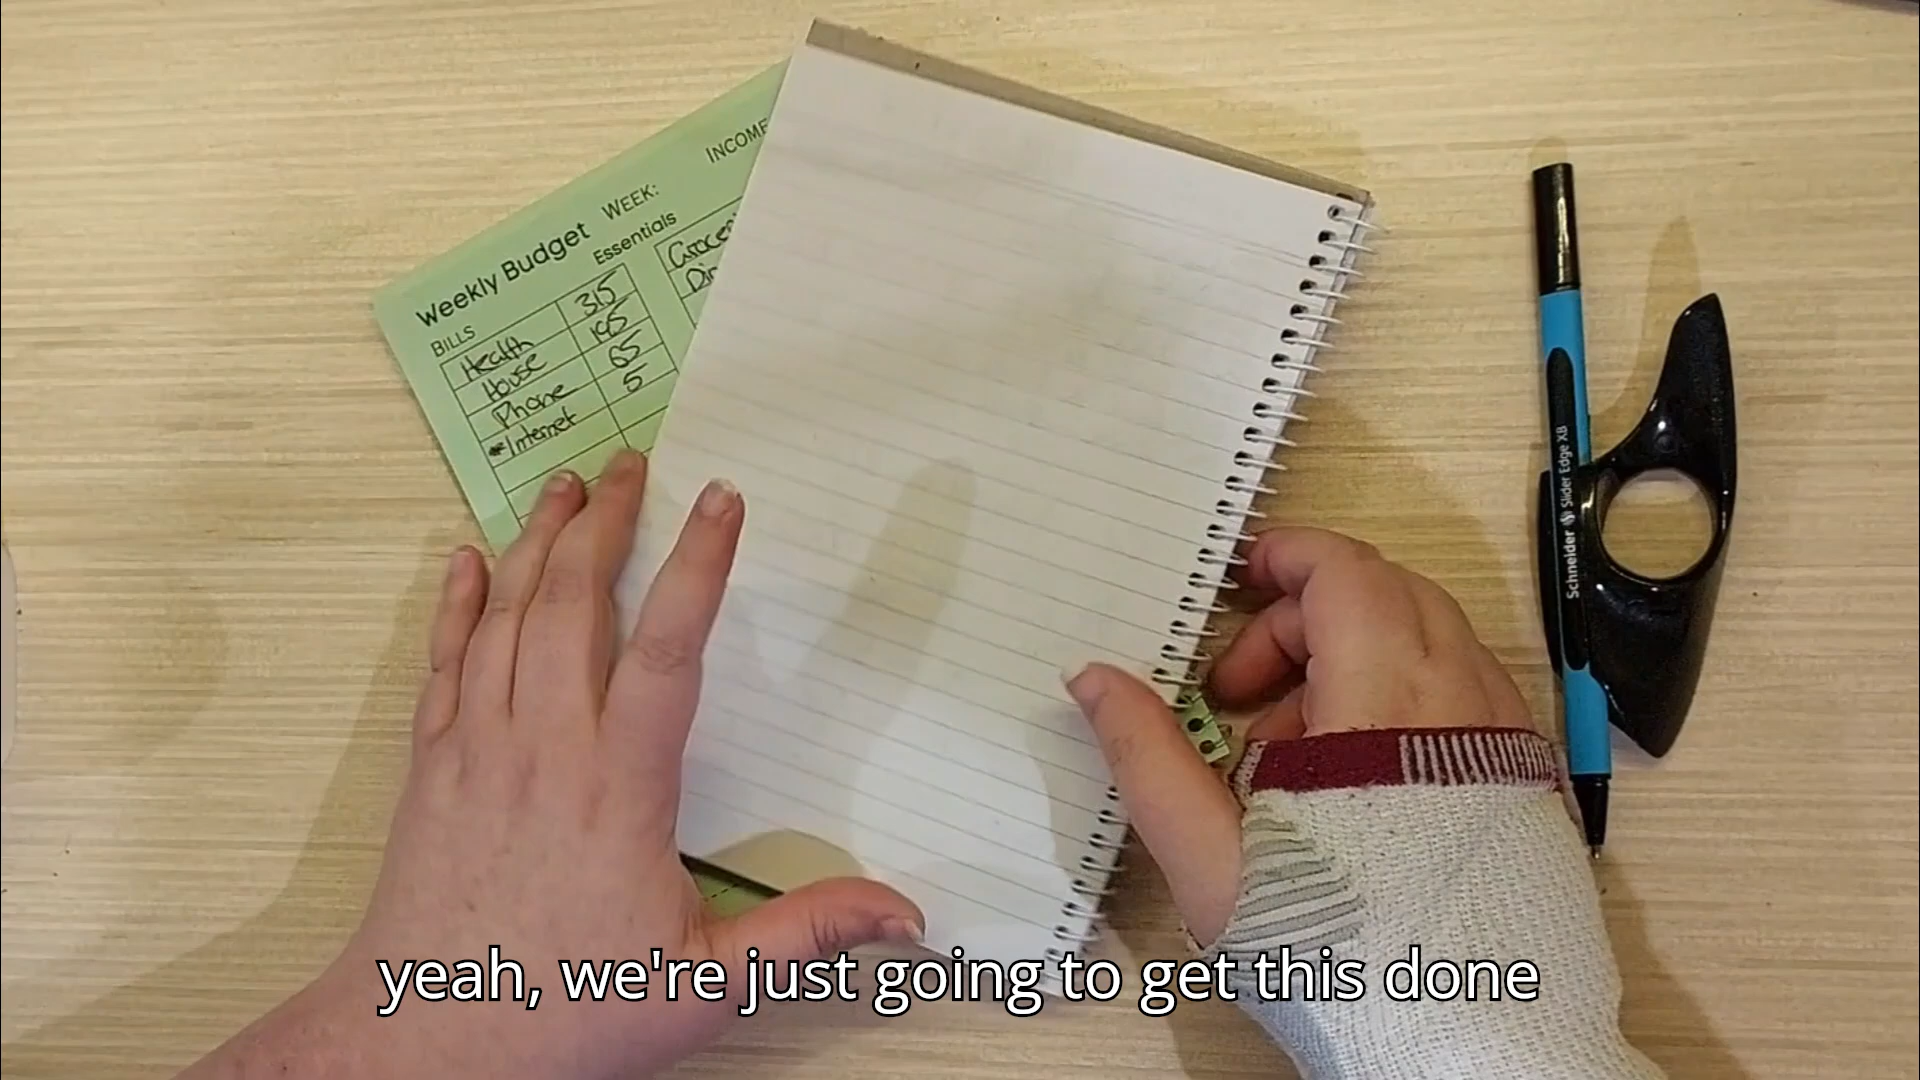 Weekly Budget WEEK: INCOME
Essentials
BILLS
Health 315
House 195
Phone 65
*Internet 5
Schneider Slider Edge XB
yeah, we're just going to get this done